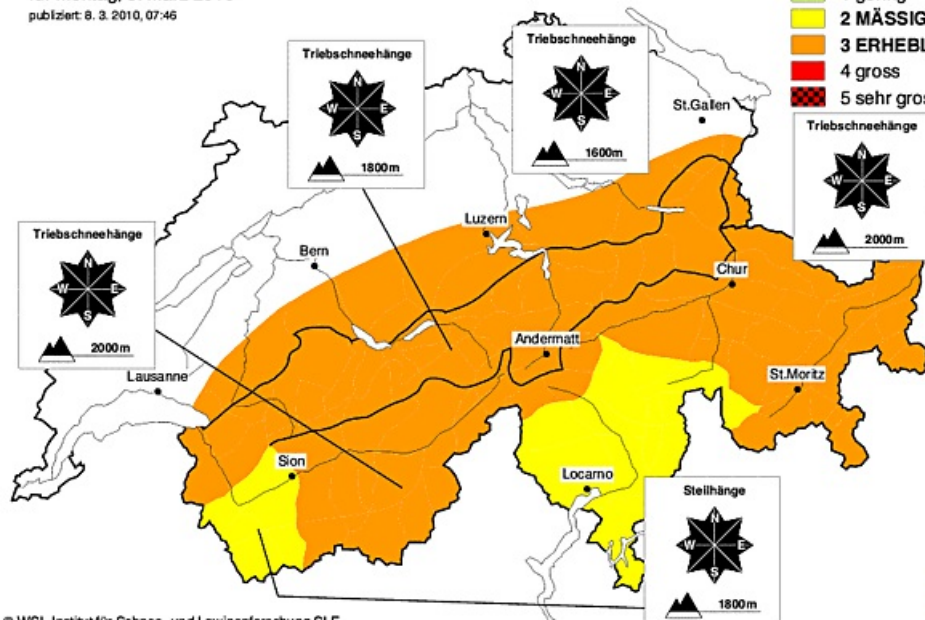 publiziert: 8. 3. 2010, 07:46
2 MÄSSIG
3 ERHEBL
4 gross
5 sehr gros
Triebschneehänge
N
W E
S
1800m
Triebschneehänge
N
W E
S
1600m
St.Gallen
Triebschneehänge
N
W E
S
2000m
Triebschneehänge
N
W E
S
2000m
Luzern
Bern
Chur
Andermatt
Lausanne
St.Moritz
Sion
Locarno
Steilhänge
N
W E
S
1800m
© WSL Institut für Schnee- und Lawinenforschung SLF